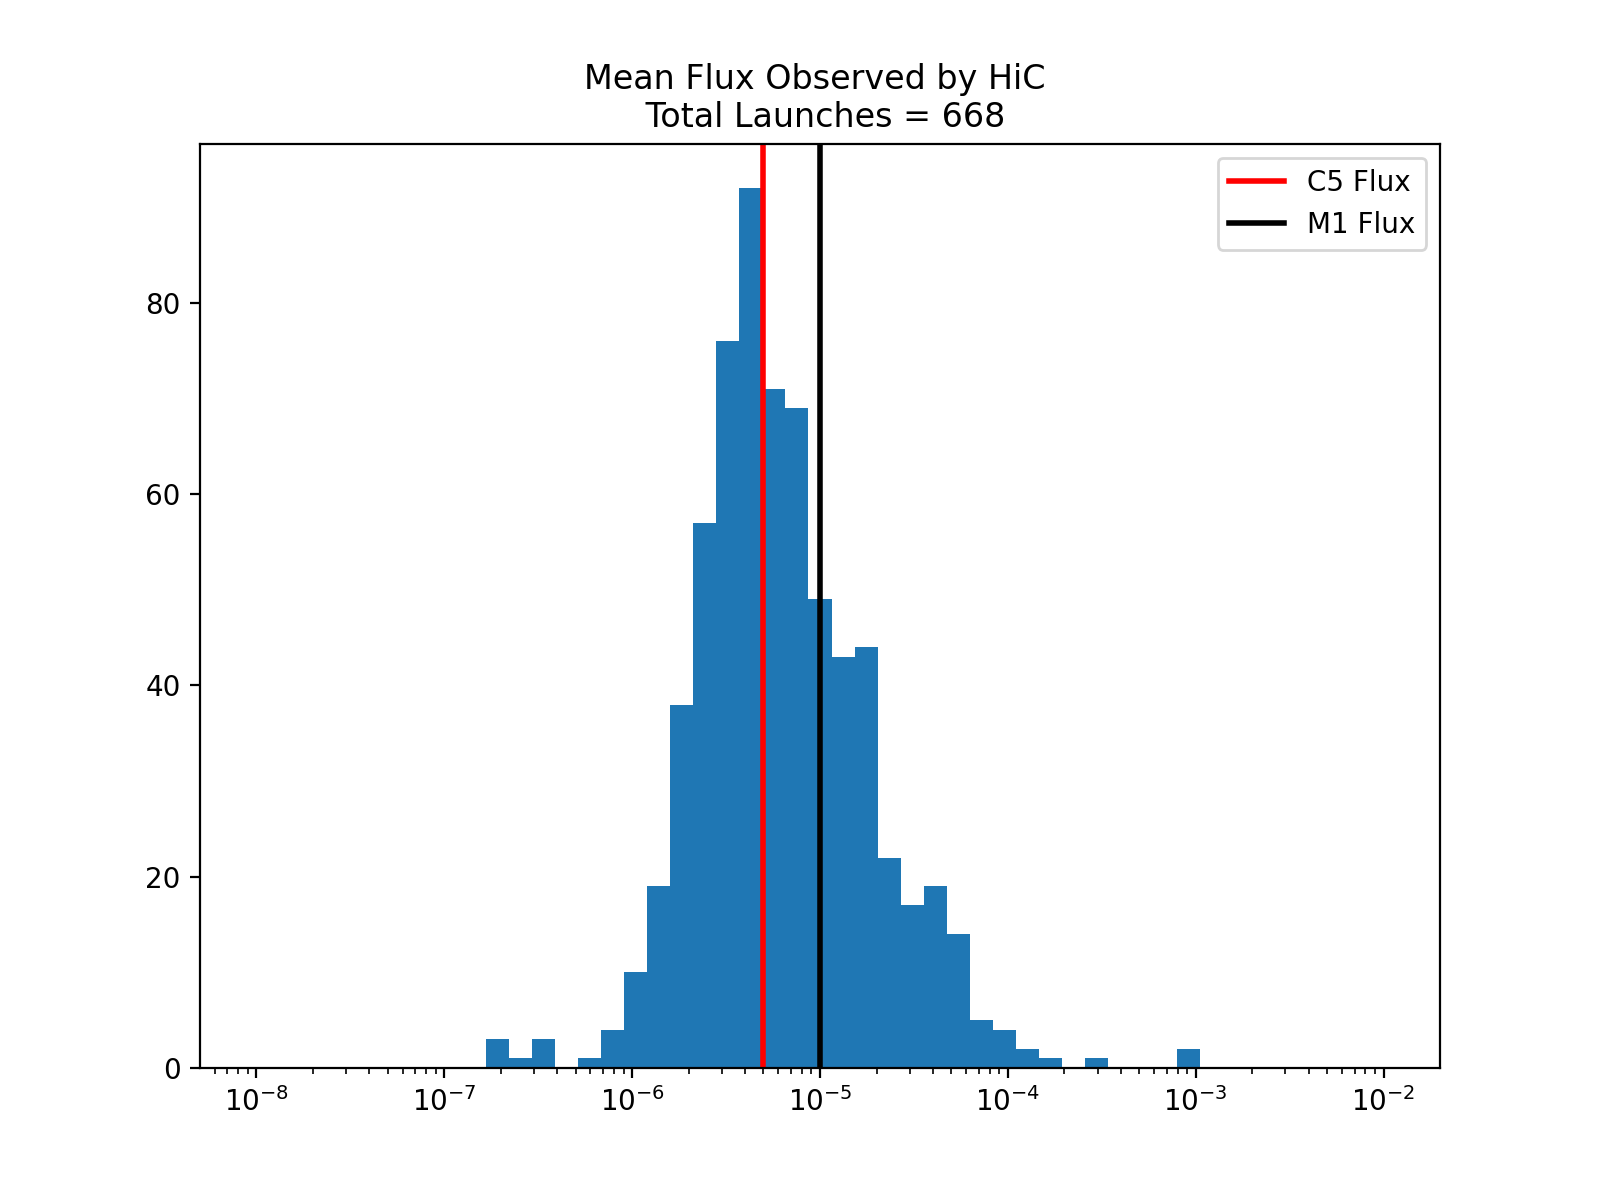 Mean Flux Observed by HiC
Total Launches = 668
C5 Flux
M1 Flux
80
60
40
20
0
10⁻⁸ 10⁻⁷ 10⁻⁶ 10⁻⁵ 10⁻⁴ 10⁻³ 10⁻²